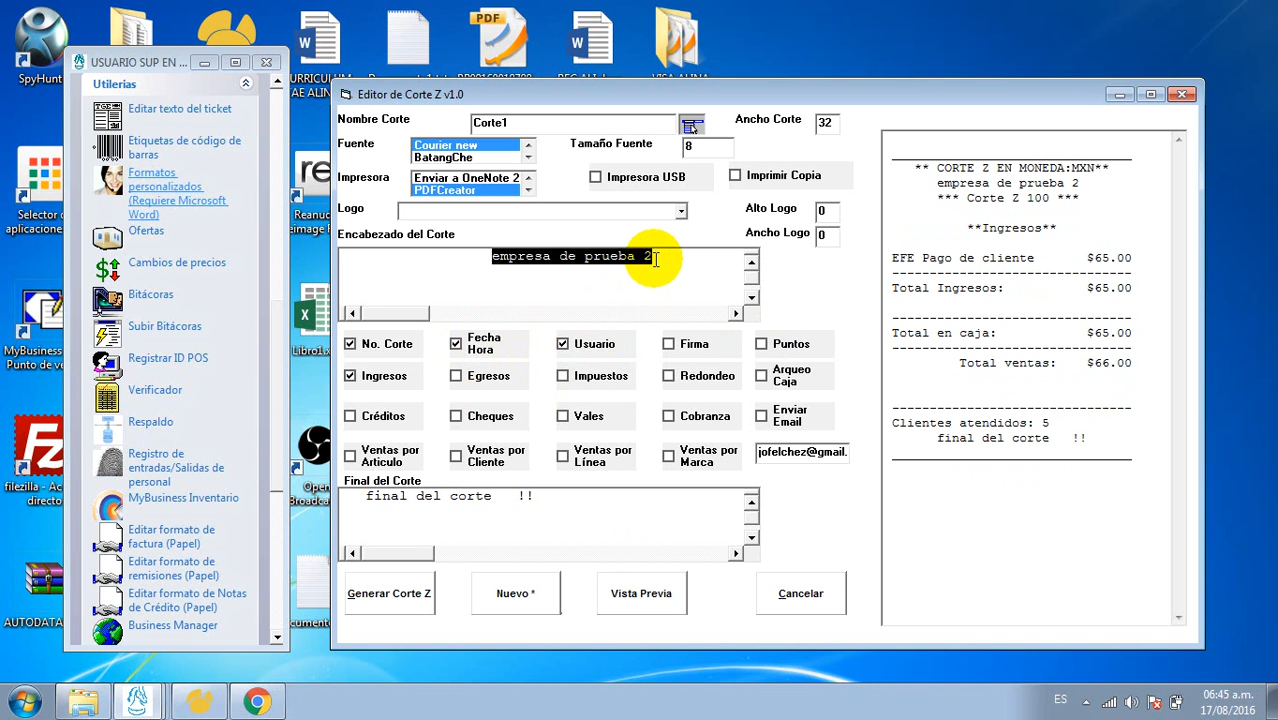 SpyHunt
USUARIO SUP EN ...
Utilerias
Editar texto del ticket
Etiquetas de código de
barras
Formatos
personalizados
(Requiere Microsoft
Word)
Ofertas
Cambios de precios
Bitácoras
Subir Bitácoras
Registrar ID POS
Verificador
Respaldo
Registro de
entradas/Salidas de
personal
MyBusiness Inventario
Editar formato de
factura (Papel)
Editar formato de
remisiones (Papel)
Editar formato de Notas
de Crédito (Papel)
Business Manager
Selector d
aplicacione
MyBusiness
Punto de v
filezilla - Acc
directo
AUTODATA
PDF
CURRICULUM
Reanu
Libro1.x
Open
Broadca
Editor de Corte Z v1.0
Nombre Corte
Corte1
Ancho Corte
32
Fuente
Courier new
BatangChe
Tamaño Fuente
8
Impresora
Enviar a OneNote 2
PDFCreator
Impresora USB
Imprimir Copia
Logo
Alto Logo
0
Encabezado del Corte
Ancho Logo
0
empresa de prueba 2
No. Corte
Fecha
Hora
Usuario
Firma
Puntos
Ingresos
Egresos
Impuestos
Redondeo
Arqueo
Caja
Créditos
Cheques
Vales
Cobranza
Enviar
Email
Ventas por
Articulo
Ventas por
Cliente
Ventas por
Línea
Ventas por
Marca
jofelchez@gmail.
Final del Corte
final del corte !!
Generar Corte Z
Nuevo *
Vista Previa
Cancelar
** CORTE Z EN MONEDA:MXN**
empresa de prueba 2
*** Corte Z 100 ***
**Ingresos**
EFE Pago de cliente $65.00
--------------------------------
Total Ingresos: $65.00
--------------------------------
Total en caja: $65.00
--------------------------------
Total ventas: $66.00
--------------------------------
Clientes atendidos: 5
final del corte !!
ES
06:45 a.m.
17/08/2016